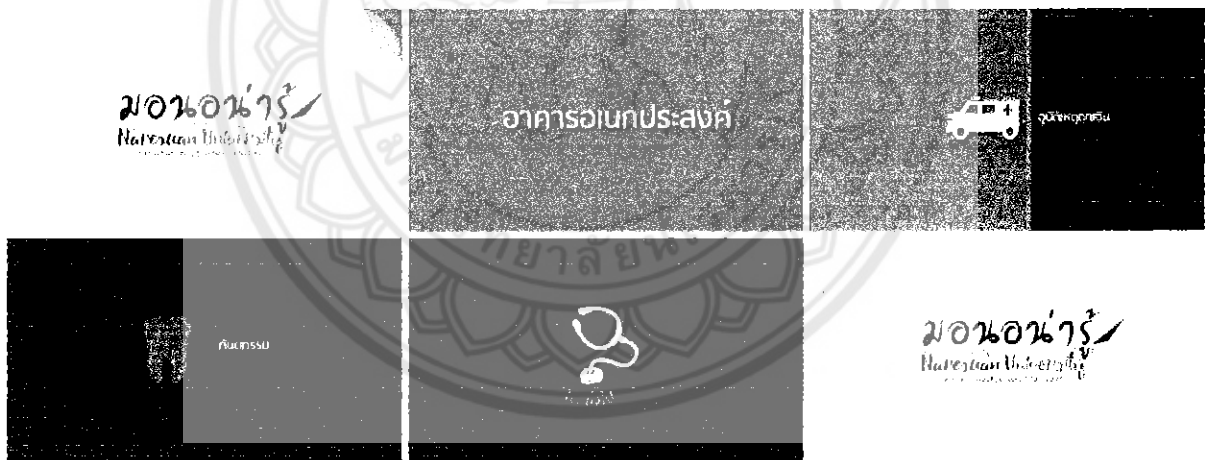 มอนอน่ารู้
Naresuan University
อาคารอเนกประสงค์
อุบัติเหตุฉุกเฉิน
ทันตกรรม
มอนอน่ารู้
Naresuan University